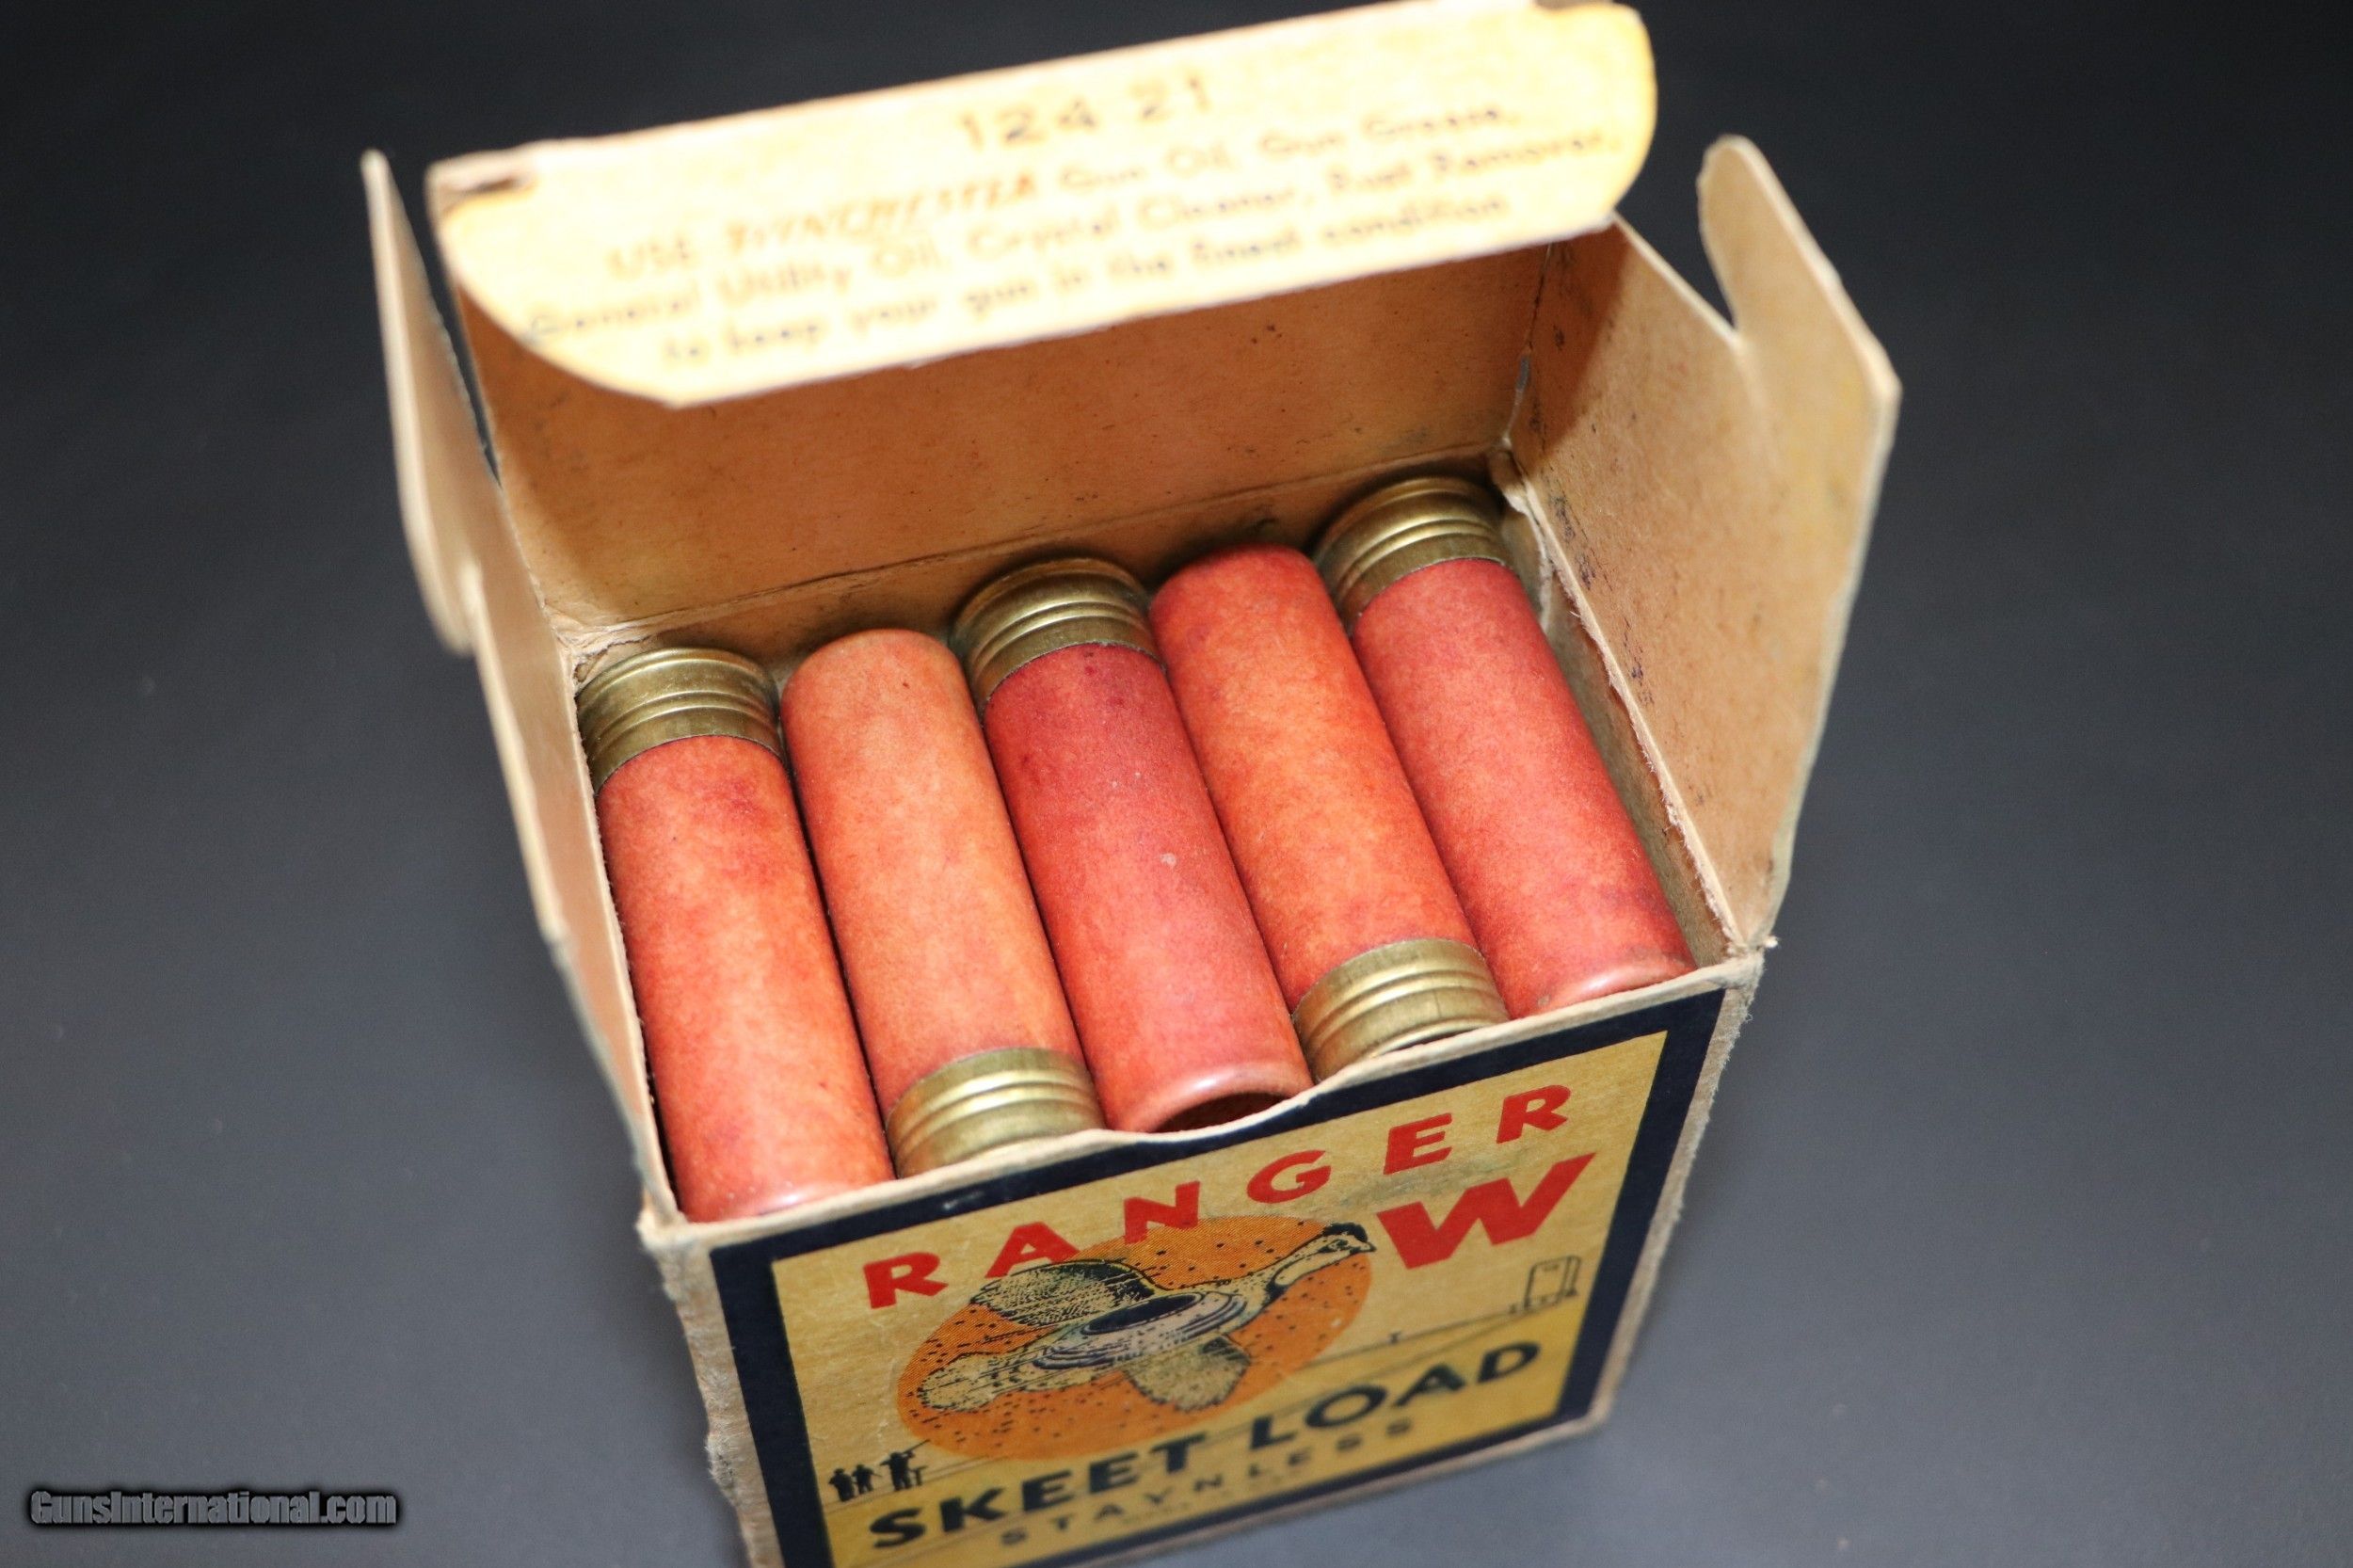 124 21
USE WINCHESTER Gun Oil, Gun Grease,
General Utility Oil, Crystal Cleaner, Rust Remover,
to keep your gun in the finest condition
RANGER
W
SKEET LOAD
STAYNLESS
GunsInternational.com